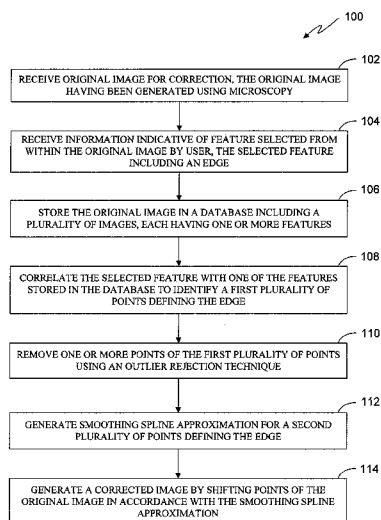 100
102
RECEIVE ORIGINAL IMAGE FOR CORRECTION, THE ORIGINAL IMAGE
HAVING BEEN GENERATED USING MICROSCOPY
104
RECEIVE INFORMATION INDICATIVE OF FEATURE SELECTED FROM
WITHIN THE ORIGINAL IMAGE BY USER, THE SELECTED FEATURE
INCLUDING AN EDGE
106
STORE THE ORIGINAL IMAGE IN A DATABASE INCLUDING A
PLURALITY OF IMAGES, EACH HAVING ONE OR MORE FEATURES
108
CORRELATE THE SELECTED FEATURE WITH ONE OF THE FEATURES
STORED IN THE DATABASE TO IDENTIFY A FIRST PLURALITY OF
POINTS DEFINING THE EDGE
110
REMOVE ONE OR MORE POINTS OF THE FIRST PLURALITY OF POINTS
USING AN OUTLIER REJECTION TECHNIQUE
112
GENERATE SMOOTHING SPLINE APPROXIMATION FOR A SECOND
PLURALITY OF POINTS DEFINING THE EDGE
114
GENERATE A CORRECTED IMAGE BY SHIFTING POINTS OF THE
ORIGINAL IMAGE IN ACCORDANCE WITH THE SMOOTHING SPLINE
APPROXIMATION